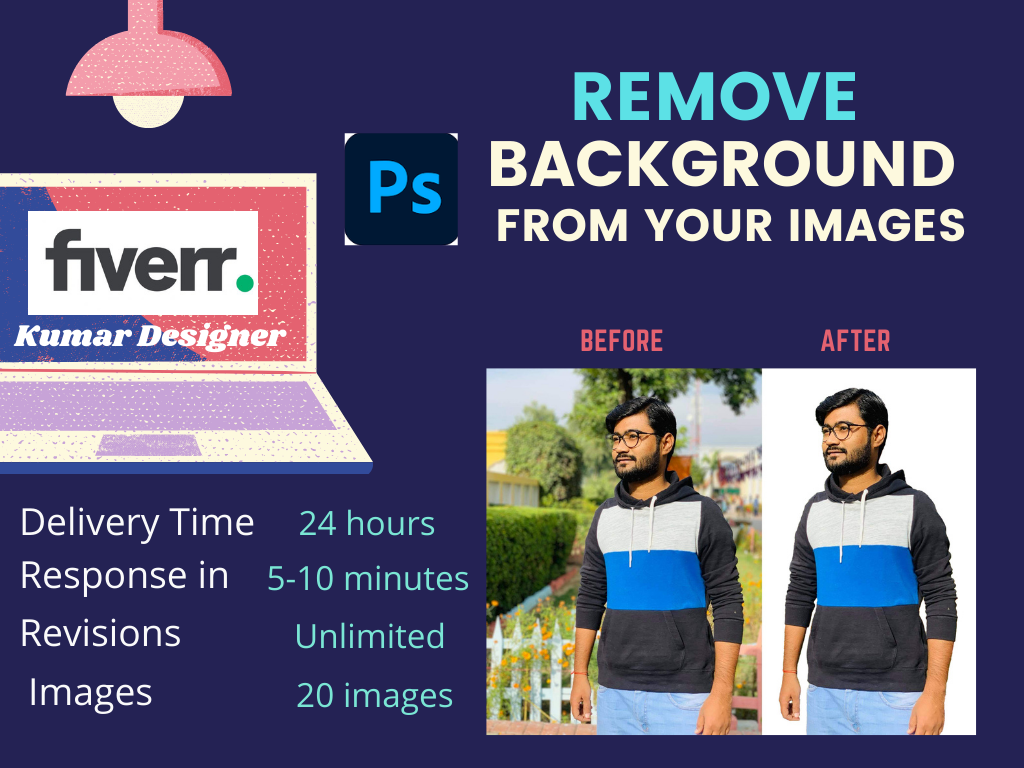 REMOVE
BACKGROUND
FROM YOUR IMAGES
Ps
fiverr.
Kumar Designer
BEFORE AFTER
Delivery Time 24 hours
Response in 5-10 minutes
Revisions Unlimited
Images 20 images